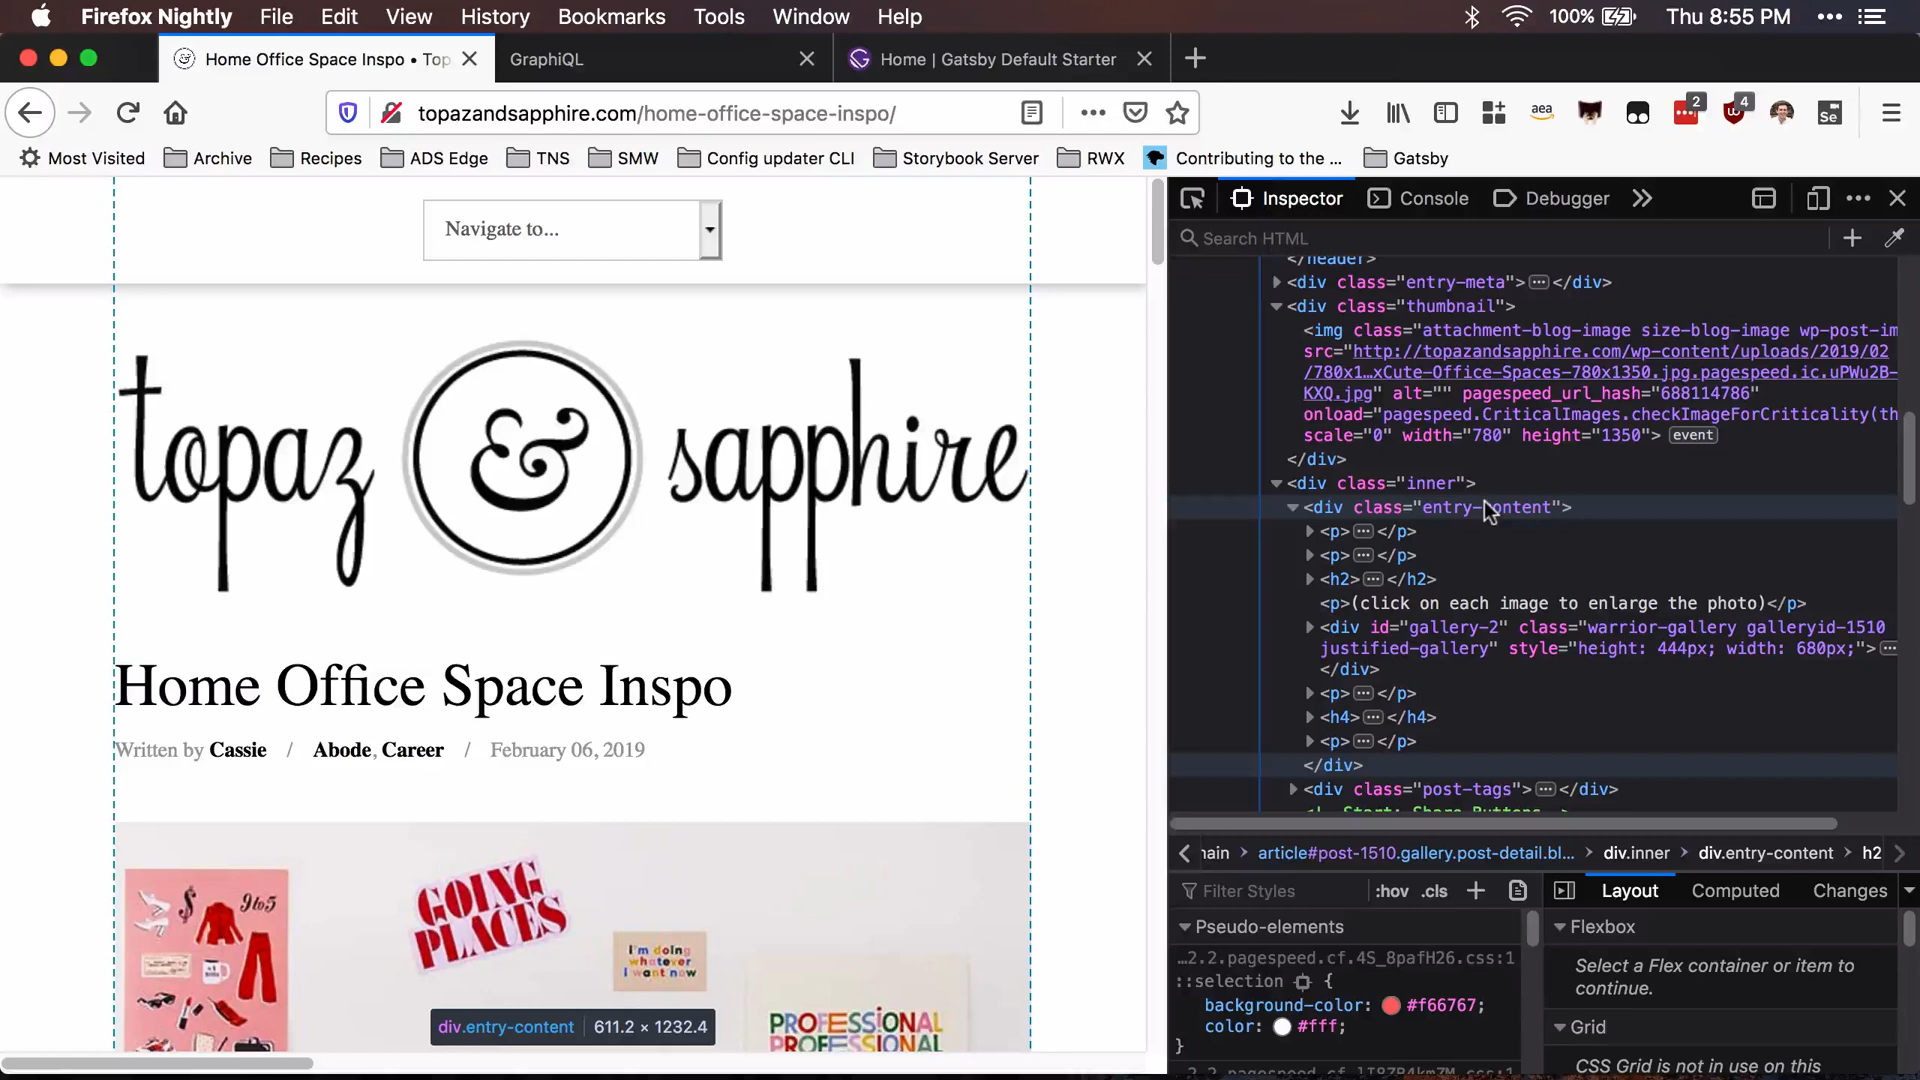 Firefox Nightly File Edit View History Bookmarks Tools Window Help 100% Thu 8:55 PM
Home Office Space Inspo • Top GraphiQL Home | Gatsby Default Starter
topazandsapphire.com/home-office-space-inspo/ aea 2 4 Se
Most Visited Archive Recipes ADS Edge TNS SMW Config updater CLI Storybook Server RWX Contributing to the ... Gatsby
Navigate to...
topaz & sapphire
Home Office Space Inspo
Written by Cassie / Abode, Career / February 06, 2019
$ 9to5
GOING PLACES
i'm doing
whatever
i want now
PROFESSIONAL
PROFESSIONAL
div.entry-content 611.2 × 1232.4
Inspector Console Debugger
Search HTML
</header>
<div class="entry-meta"> </div>
<div class="thumbnail">
<img class="attachment-blog-image size-blog-image wp-post-im
src="http://topazandsapphire.com/wp-content/uploads/2019/02
/780x1…xCute-Office-Spaces-780x1350.jpg.pagespeed.ic.uPWu2B-
KXQ.jpg" alt="" pagespeed_url_hash="688114786"
onload="pagespeed.CriticalImages.checkImageForCriticality(th
scale="0" width="780" height="1350"> event
</div>
<div class="inner">
<div class="entry-content">
<p> </p>
<p> </p>
<h2> </h2>
<p>(click on each image to enlarge the photo)</p>
<div id="gallery-2" class="warrior-gallery galleryid-1510
justified-gallery" style="height: 444px; width: 680px;">
</div>
<p> </p>
<h4> </h4>
<p> </p>
</div>
<div class="post-tags"> </div>
<!-- Start: Share Buttons -->
main > article#post-1510.gallery.post-detail.bl… > div.inner > div.entry-content > h2
Filter Styles :hov .cls + Layout Computed Changes
Pseudo-elements
…2.2.pagespeed.cf.4S_8pafH26.css:1
::selection {
background-color: #f66767;
color: #fff;
}
Flexbox
Select a Flex container or item to
continue.
Grid
CSS Grid is not in use on this